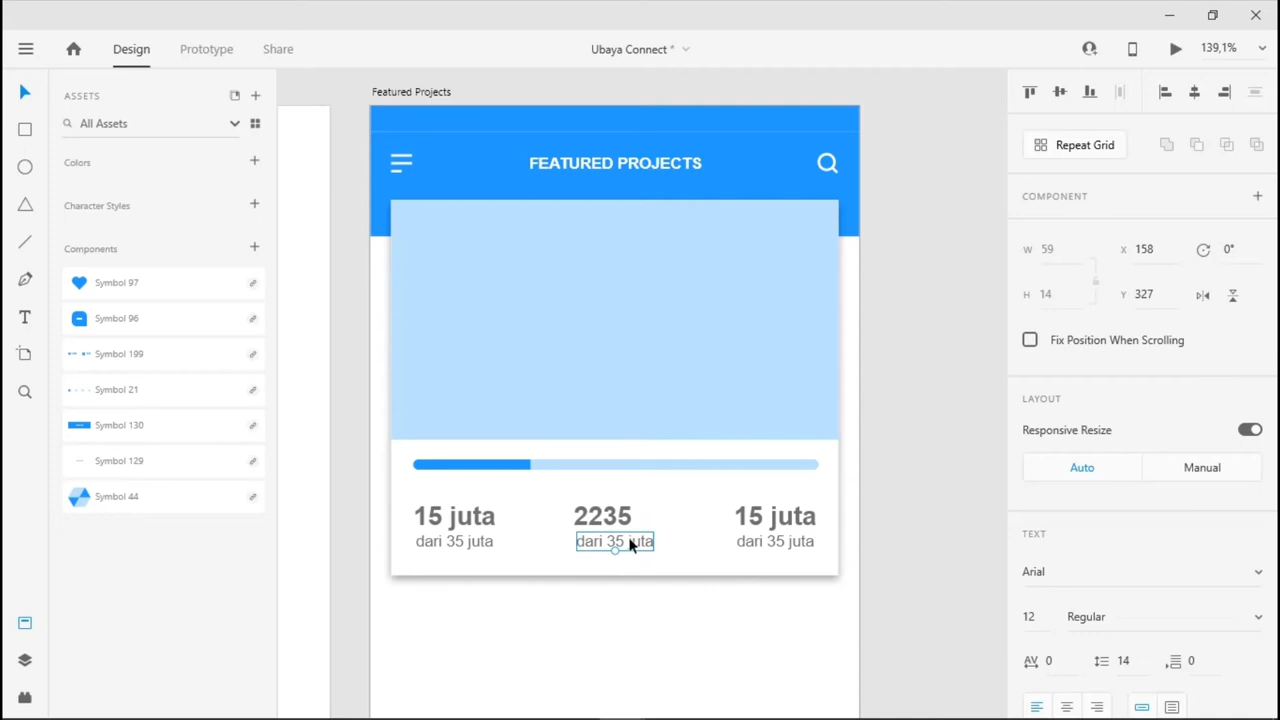 Design
Prototype
Share
Ubaya Connect *
139,1%
ASSETS
All Assets
Colors
Character Styles
Components
Symbol 97
Symbol 96
Symbol 199
Symbol 21
Symbol 130
Symbol 129
Symbol 44
Featured Projects
FEATURED PROJECTS
15 juta
2235
15 juta
dari 35 juta
dari 35 juta
dari 35 juta
Repeat Grid
COMPONENT
W 59
X 158
0°
H 14
Y 327
Fix Position When Scrolling
LAYOUT
Responsive Resize
Auto
Manual
TEXT
Arial
12
Regular
AV 0
14
0